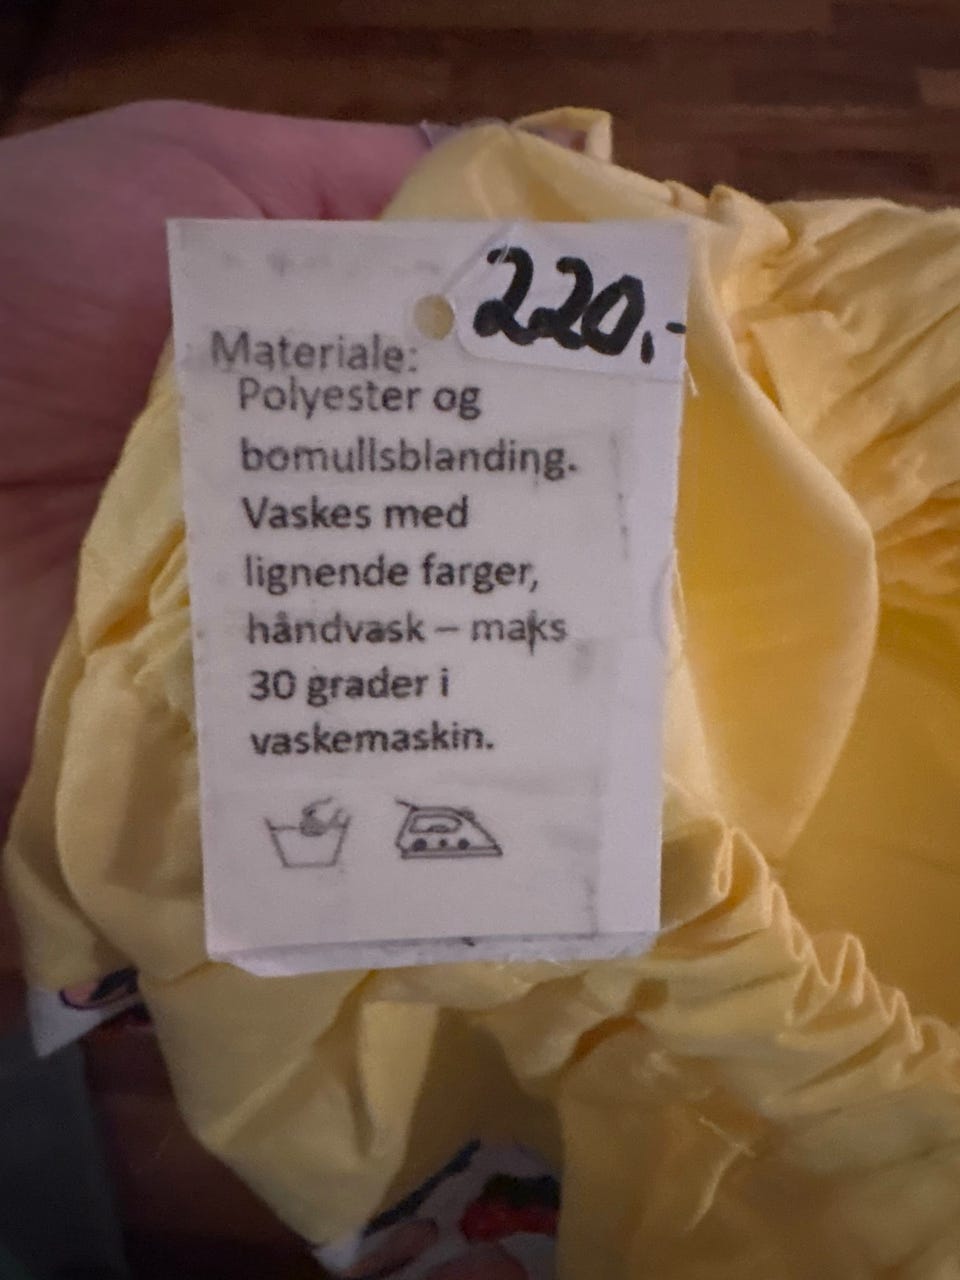 220,-
Materiale:
Polyester og
bomullsblanding.
Vaskes med
lignende farger,
håndvask – maks
30 grader i
vaskemaskin.